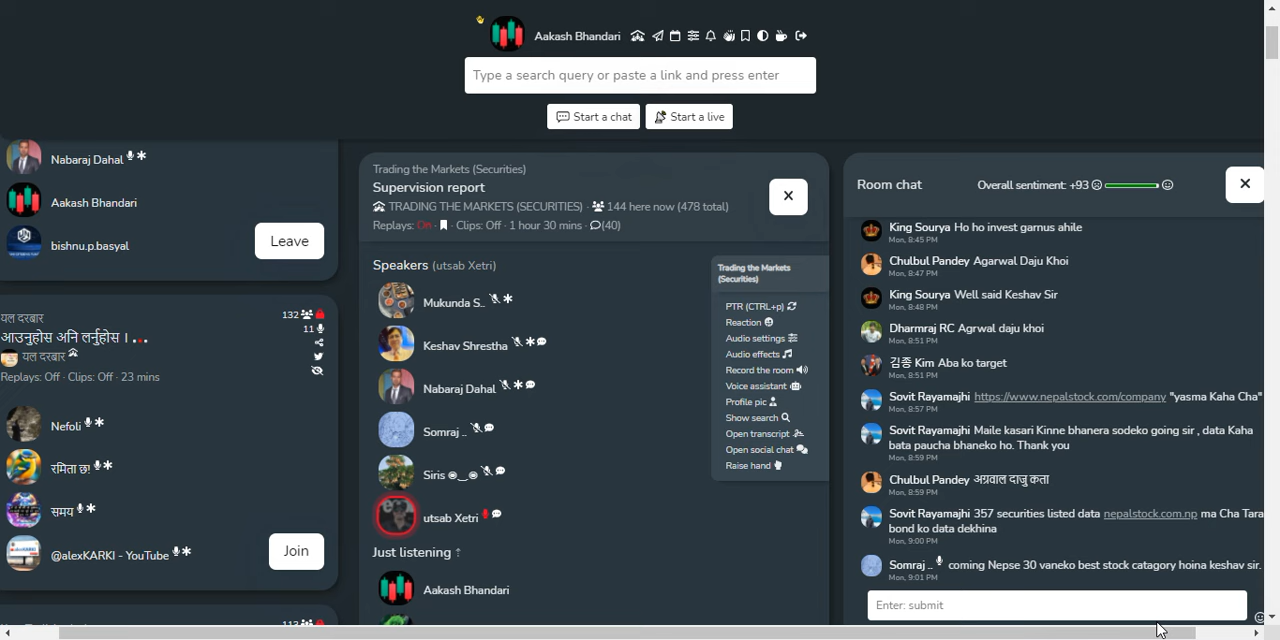 Aakash Bhandari
Type a search query or paste a link and press enter
Start a chat
Start a live
Nabaraj Dahal
Aakash Bhandari
bishnu.p.basyal
Leave
यल दरबार
132
11
आउनुहोस अनि लर्नुहोस ।
यल दरबार
Replays: Off · Clips: Off · 23 mins
Nefoli
रमिता छ!
समय
@alexKARKI - YouTube
Join
Trading the Markets (Securities)
Supervision report
TRADING THE MARKETS (SECURITIES) · 144 here now (478 total)
Replays: On · Clips: Off · 1 hour 30 mins · (40)
Speakers (utsab Xetri)
Mukunda S..
Keshav Shrestha
Nabaraj Dahal
Somraj ..
Siris ◉‿◉
utsab Xetri
Just listening ↑
Aakash Bhandari
Trading the Markets
(Securities)
PTR (CTRL+p)
Reaction
Audio settings
Audio effects
Record the room
Voice assistant
Profile pic
Show search
Open transcript
Open social chat
Raise hand
Room chat
Overall sentiment: +93
King Sourya Ho ho invest garnus ahile
Mon, 8:45 PM
Chulbul Pandey Agarwal Daju Khoi
Mon, 8:47 PM
King Sourya Well said Keshav Sir
Mon, 8:48 PM
Dharmraj RC Agrwal daju khoi
Mon, 8:51 PM
김종 Kim Aba ko target
Mon, 8:51 PM
Sovit Rayamajhi https://www.nepalstock.com/company "yasma Kaha Cha"
Mon, 8:57 PM
Sovit Rayamajhi Maile kasari Kinne bhanera sodeko going sir , data Kaha
bata paucha bhaneko ho. Thank you
Mon, 8:59 PM
Chulbul Pandey अग्रवाल दाजु कता
Mon, 8:59 PM
Sovit Rayamajhi 357 securities listed data nepalstock.com.np ma Cha Tara
bond ko data dekhina
Mon, 9:00 PM
Somraj .. coming Nepse 30 vaneko best stock catagory hoina keshav sir.
Mon, 9:01 PM
Enter: submit